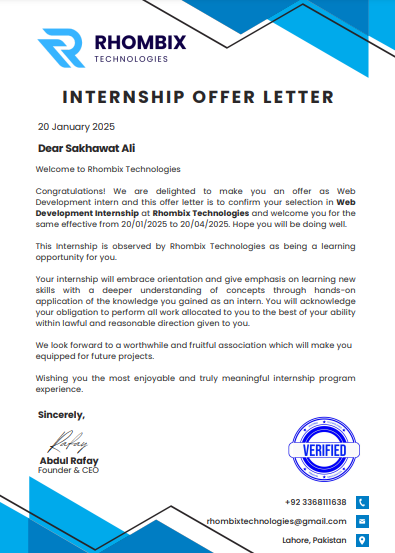 RHOMBIX
TECHNOLOGIES
INTERNSHIP OFFER LETTER
20 January 2025
Dear Sakhawat Ali
Welcome to Rhombix Technologies
Congratulations! We are delighted to make you an offer as Web
Development intern and this offer letter is to confirm your selection in Web
Development Internship at Rhombix Technologies and welcome you for the
same effective from 20/01/2025 to 20/04/2025. Hope you will be doing well.
This Internship is observed by Rhombix Technologies as being a learning
opportunity for you.
Your internship will embrace orientation and give emphasis on learning new
skills with a deeper understanding of concepts through hands-on
application of the knowledge you gained as an intern. You will acknowledge
your obligation to perform all work allocated to you to the best of your ability
within lawful and reasonable direction given to you.
We look forward to a worthwhile and fruitful association which will make you
equipped for future projects.
Wishing you the most enjoyable and truly meaningful internship program
experience.
Sincerely,
Rafay
Abdul Rafay
Founder & CEO
VERIFIED
+92 3368111638
rhombixtechnologies@gmail.com
Lahore, Pakistan